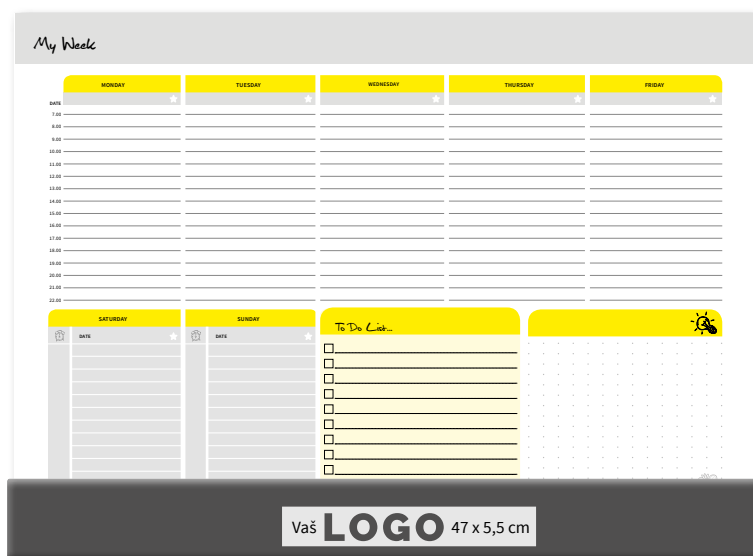 My Week
MONDAY TUESDAY WEDNESDAY THURSDAY FRIDAY
DATE
7.00
8.00
9.00
10.00
11.00
12.00
13.00
14.00
15.00
16.00
17.00
18.00
19.00
20.00
21.00
22.00
SATURDAY SUNDAY
To Do List...
DATE DATE
Vaš LOGO 47 x 5,5 cm